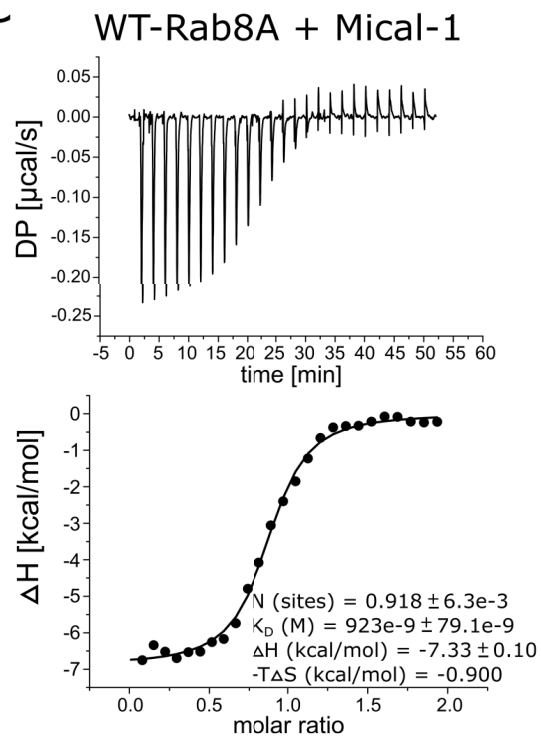 WT-Rab8A + Mical-1
0.05
0.00
-0.05
-0.10
-0.15
-0.20
-0.25
DP [µcal/s]
-5 0 5 10 15 20 25 30 35 40 45 50 55 60
time [min]
0
-1
-2
-3
-4
-5
-6
-7
ΔH [kcal/mol]
N (sites) = 0.918 ± 6.3e-3
K_D (M) = 923e-9 ± 79.1e-9
ΔH (kcal/mol) = -7.33 ± 0.10
-TΔS (kcal/mol) = -0.900
0.0 0.5 1.0 1.5 2.0
molar ratio